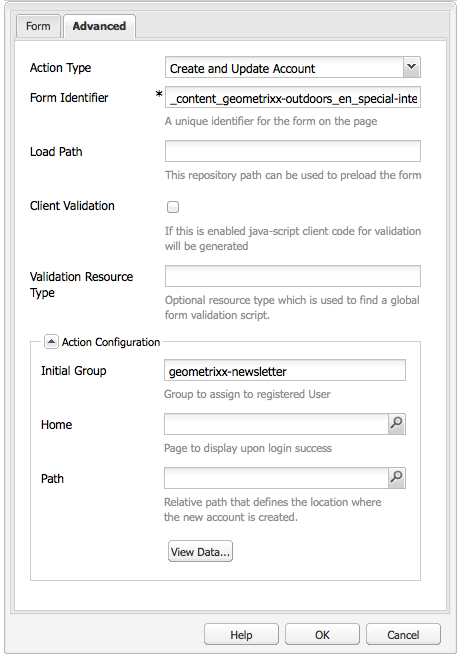 Form Advanced
Action Type Create and Update Account
Form Identifier * _content_geometrixx-outdoors_en_special-inte
A unique identifier for the form on the page
Load Path
This repository path can be used to preload the form
Client Validation
If this is enabled java-script client code for validation
will be generated
Validation Resource
Type
Optional resource type which is used to find a global
form validation script.
Action Configuration
Initial Group geometrixx-newsletter
Group to assign to registered User
Home
Page to display upon login success
Path
Relative path that defines the location where
the new account is created.
View Data...
Help OK Cancel